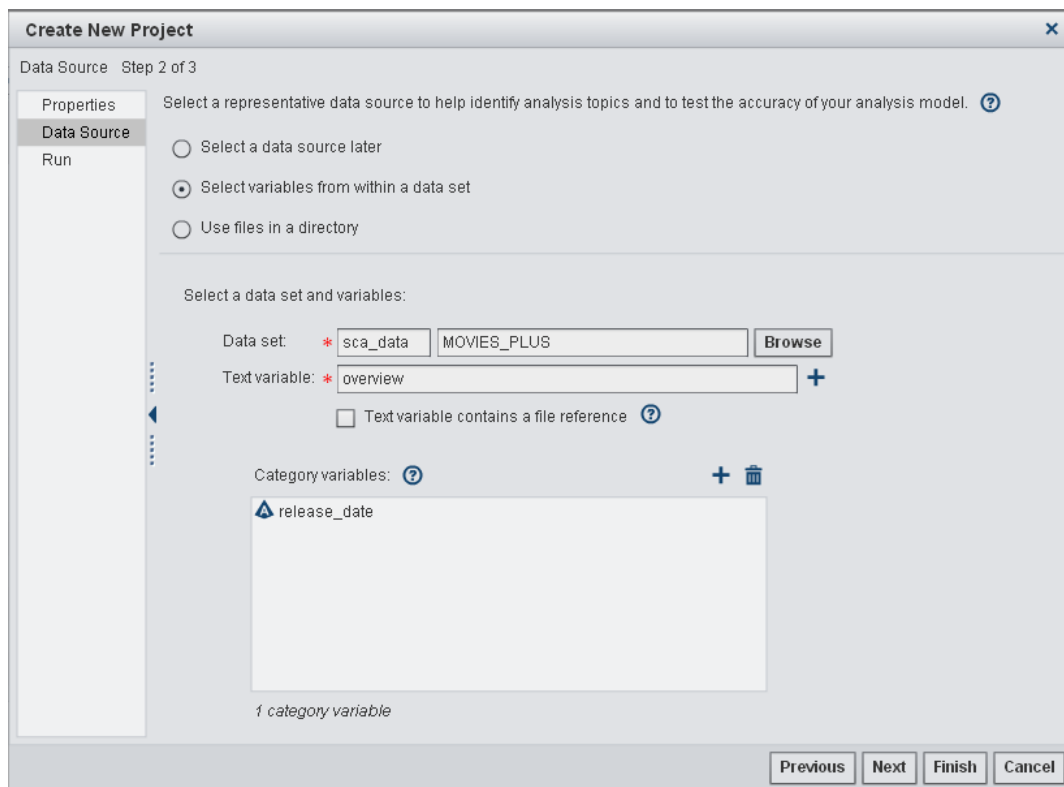 Create New Project
Data Source Step 2 of 3
Properties
Data Source
Run
Select a representative data source to help identify analysis topics and to test the accuracy of your analysis model.
Select a data source later
Select variables from within a data set
Use files in a directory
Select a data set and variables:
Data set: * sca_data MOVIES_PLUS Browse
Text variable: * overview
Text variable contains a file reference
Category variables:
release_date
1 category variable
Previous Next Finish Cancel